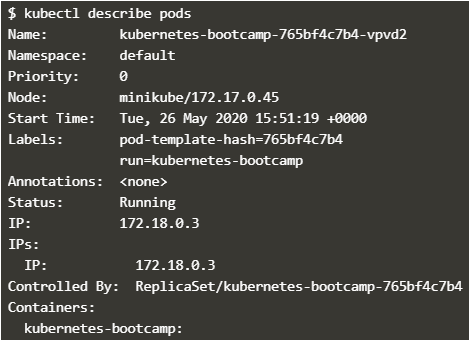 $ kubectl describe pods
Name:         kubernetes-bootcamp-765bf4c7b4-vpvd2
Namespace:    default
Priority:     0
Node:         minikube/172.17.0.45
Start Time:   Tue, 26 May 2020 15:51:19 +0000
Labels:       pod-template-hash=765bf4c7b4
              run=kubernetes-bootcamp
Annotations:  <none>
Status:       Running
IP:           172.18.0.3
IPs:
  IP:           172.18.0.3
Controlled By:  ReplicaSet/kubernetes-bootcamp-765bf4c7b4
Containers:
  kubernetes-bootcamp: